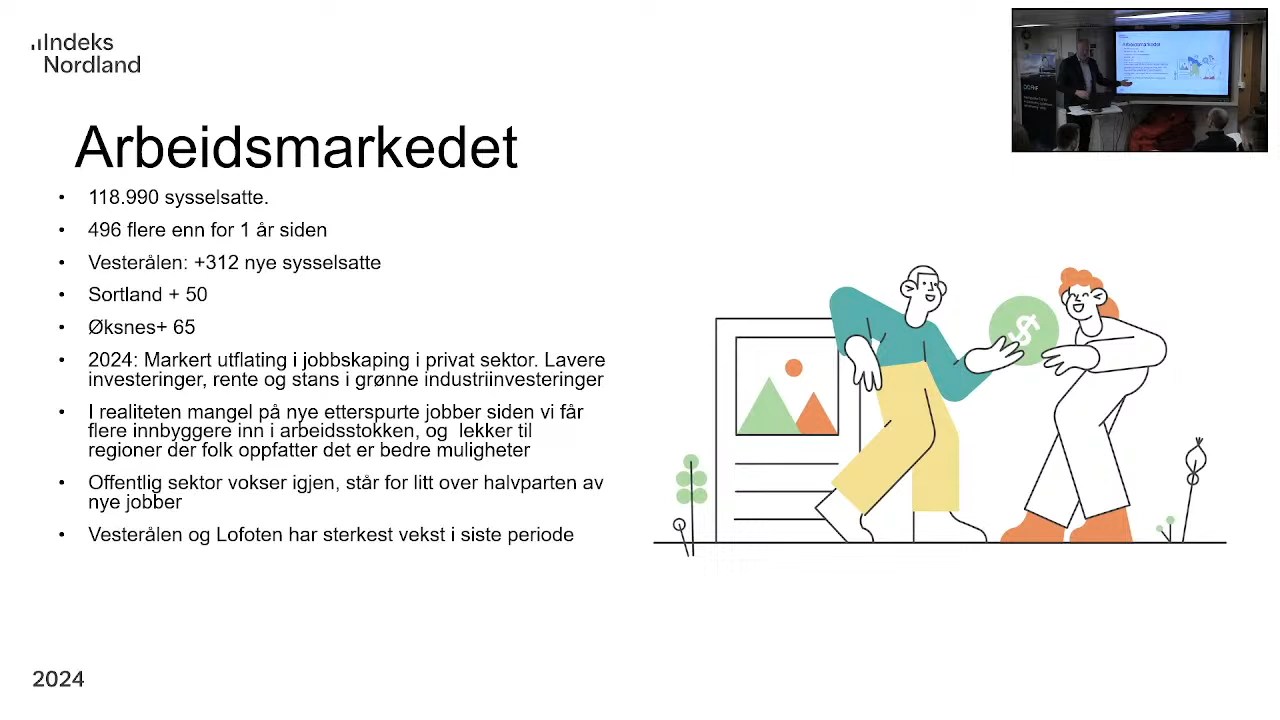 Indeks
Nordland
Arbeidsmarkedet
• 118.990 sysselsatte.
• 496 flere enn for 1 år siden
• Vesterålen: +312 nye sysselsatte
• Sortland + 50
• Øksnes+ 65
• 2024: Markert utflating i jobbskaping i privat sektor. Lavere
investeringer, rente og stans i grønne industriinvesteringer
• I realiteten mangel på nye etterspurte jobber siden vi får
flere innbyggere inn i arbeidsstokken, og  lekker til
regioner der folk oppfatter det er bedre muligheter
• Offentlig sektor vokser igjen, står for litt over halvparten av
nye jobber
• Vesterålen og Lofoten har sterkest vekst i siste periode
$
2024
Arbeidsmarkedet